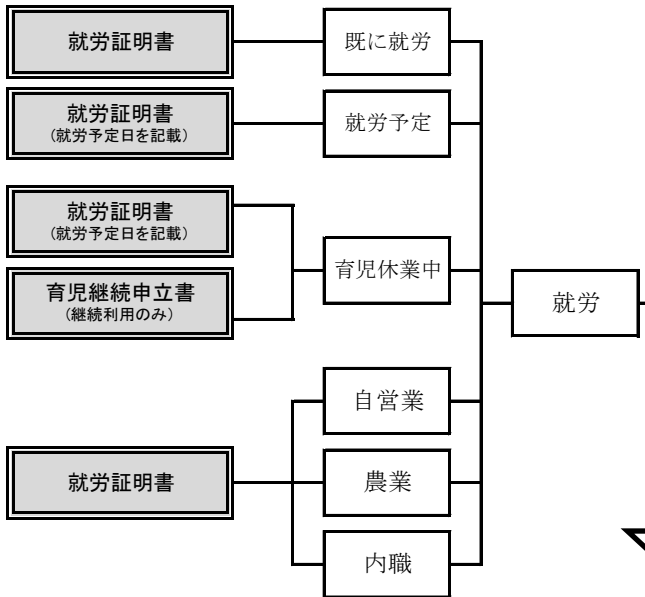 就労証明書
既に就労
就労証明書
(就労予定日を記載)
就労予定
就労証明書
(就労予定日を記載)
育児継続申立書
(継続利用のみ)
育児休業中
就労
自営業
就労証明書
農業
内職